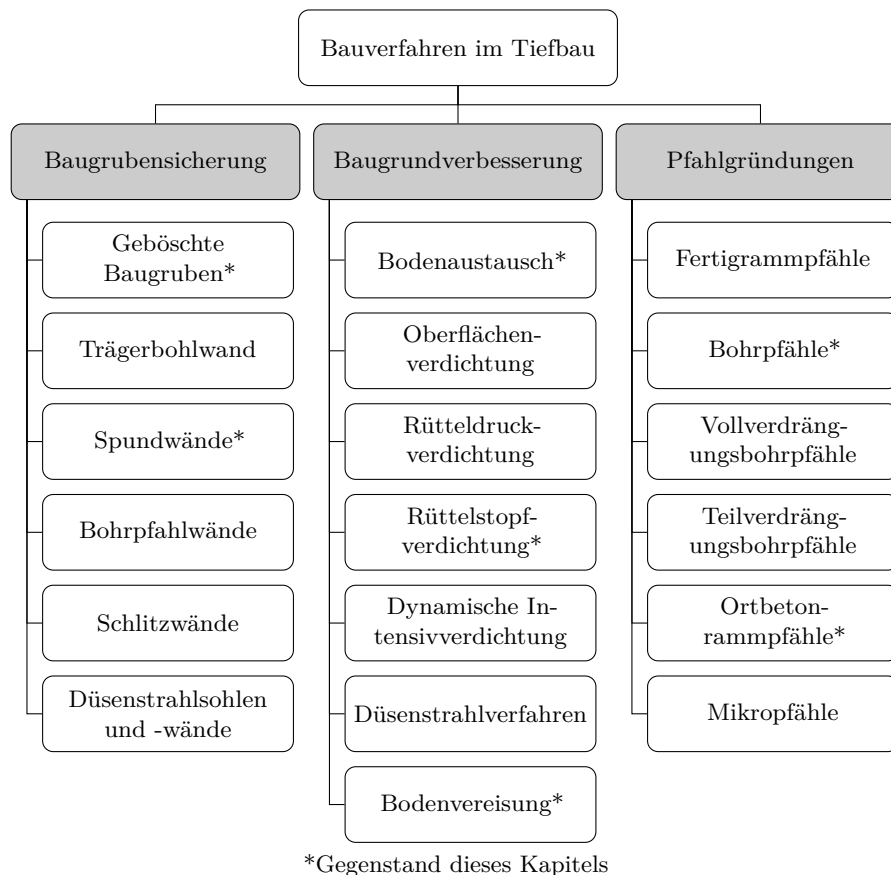 Bauverfahren im Tiefbau
Baugrubensicherung
Geböschte
Baugruben*
Trägerbohlwand
Spundwände*
Bohrpfahlwände
Schlitzwände
Düsenstrahlsohlen
und -wände
Baugrundverbesserung
Bodenaustausch*
Oberflächen-
verdichtung
Rütteldruck-
verdichtung
Rüttelstopf-
verdichtung*
Dynamische In-
tensivverdichtung
Düsenstrahlverfahren
Bodenvereisung*
Pfahlgründungen
Fertigrammpfähle
Bohrpfähle*
Vollverdräng-
ungsbohrpfähle
Teilverdräng-
ungsbohrpfähle
Ortbeton-
rammpfähle*
Mikropfähle
*Gegenstand dieses Kapitels